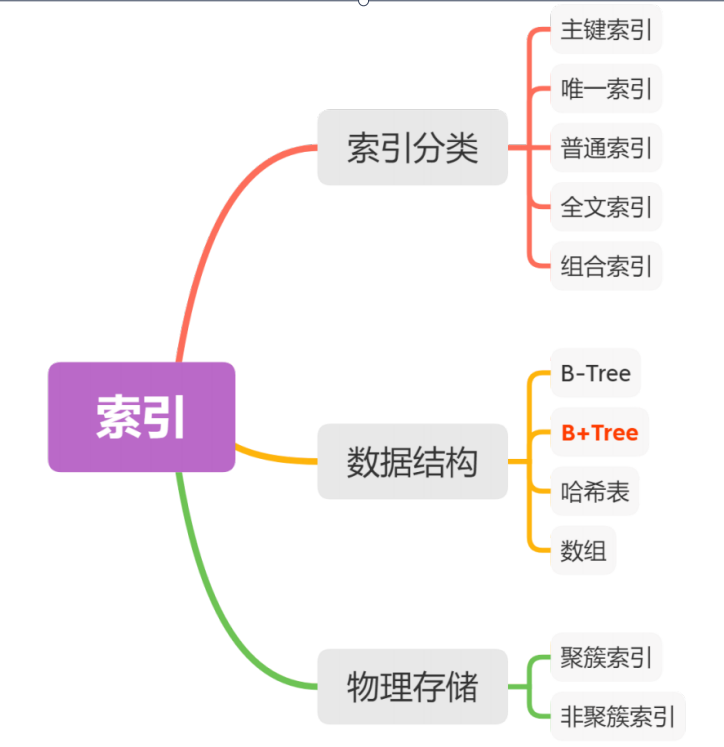 索引
索引分类
主键索引
唯一索引
普通索引
全文索引
组合索引
数据结构
B-Tree
B+Tree
哈希表
数组
物理存储
聚簇索引
非聚簇索引